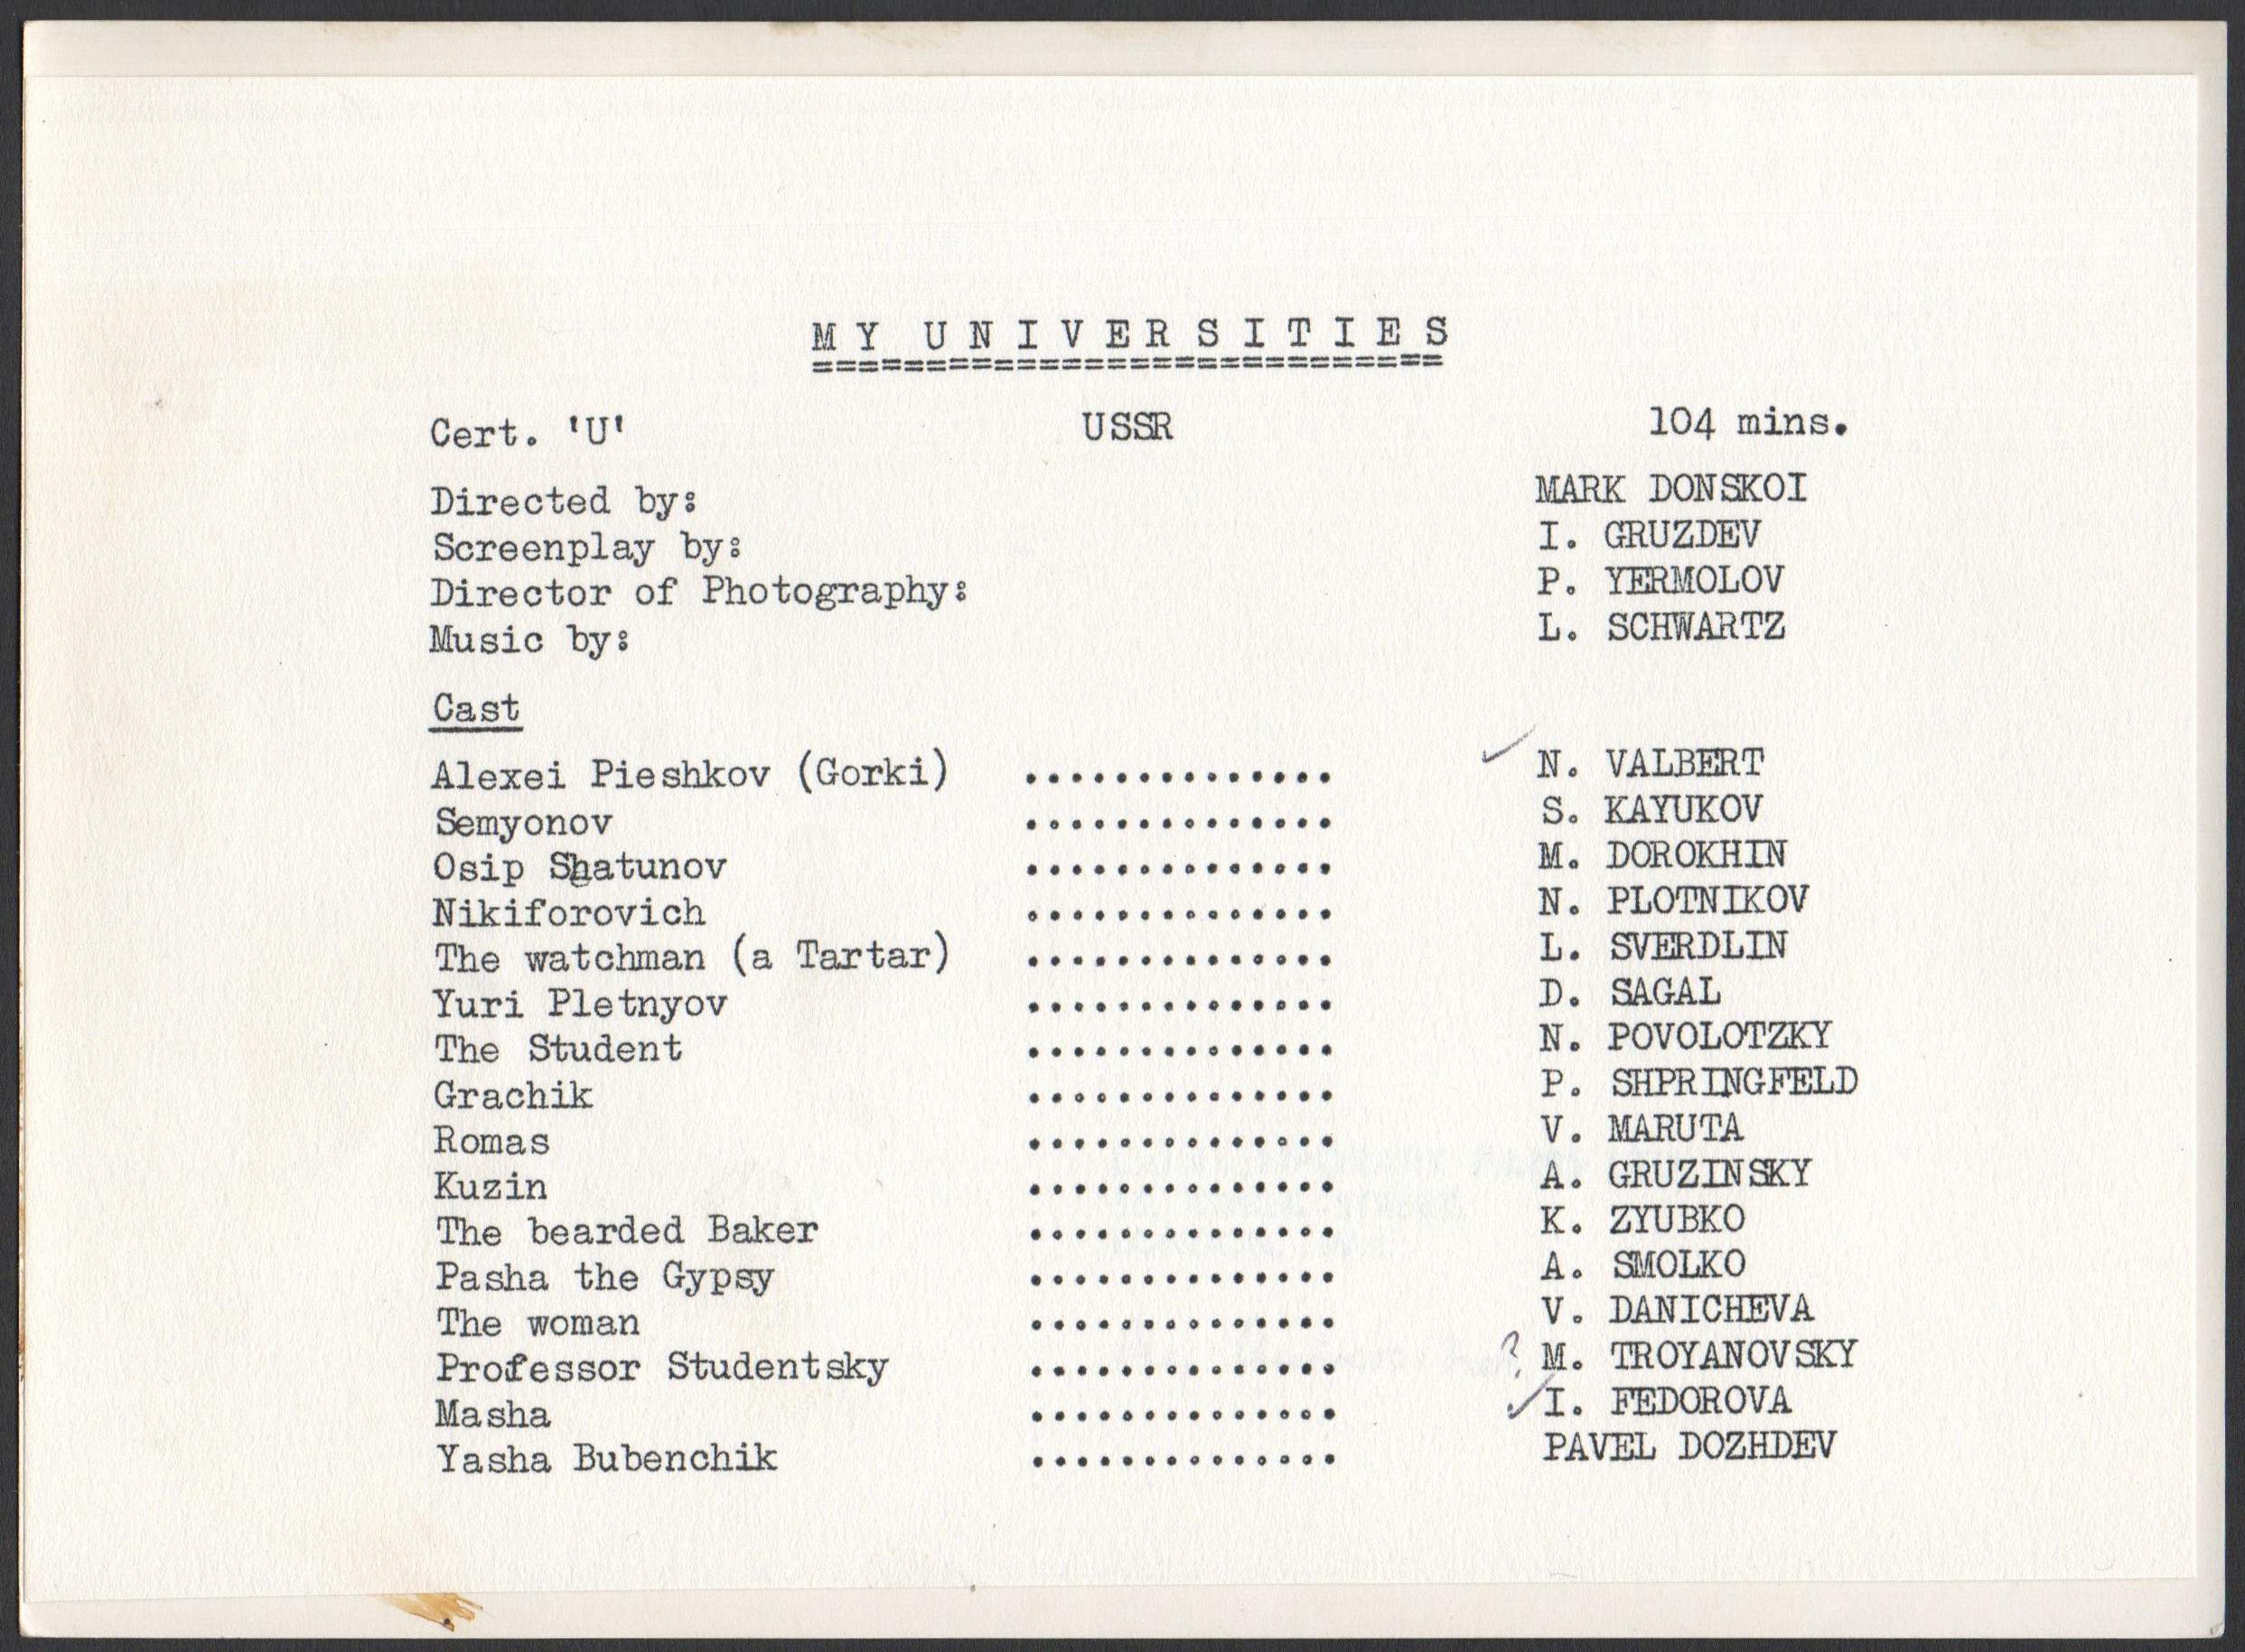 MY UNIVERSITIES
Cert. 'U' USSR 104 mins.
Directed by: MARK DONSKOI
Screenplay by: I. GRUZDEV
Director of Photography: P. YERMOLOV
Music by: L. SCHWARTZ
Cast
Alexei Pieshkov (Gorki) .............. ✓ N. VALBERT
Semyonov .............. S. KAYUKOV
Osip Shatunov .............. M. DOROKHIN
Nikiforovich .............. N. PLOTNIKOV
The watchman (a Tartar) .............. L. SVERDLIN
Yuri Pletnyov .............. D. SAGAL
The Student .............. N. POVOLOTZKY
Grachik .............. P. SHPRINGFELD
Romas .............. V. MARUTA
Kuzin .............. A. GRUZINSKY
The bearded Baker .............. K. ZYUBKO
Pasha the Gypsy .............. A. SMOLKO
The woman .............. V. DANICHEVA
Professor Studentsky .............. ? M. TROYANOVSKY
Masha .............. ✓ I. FEDOROVA
Yasha Bubenchik .............. PAVEL DOZHDEV